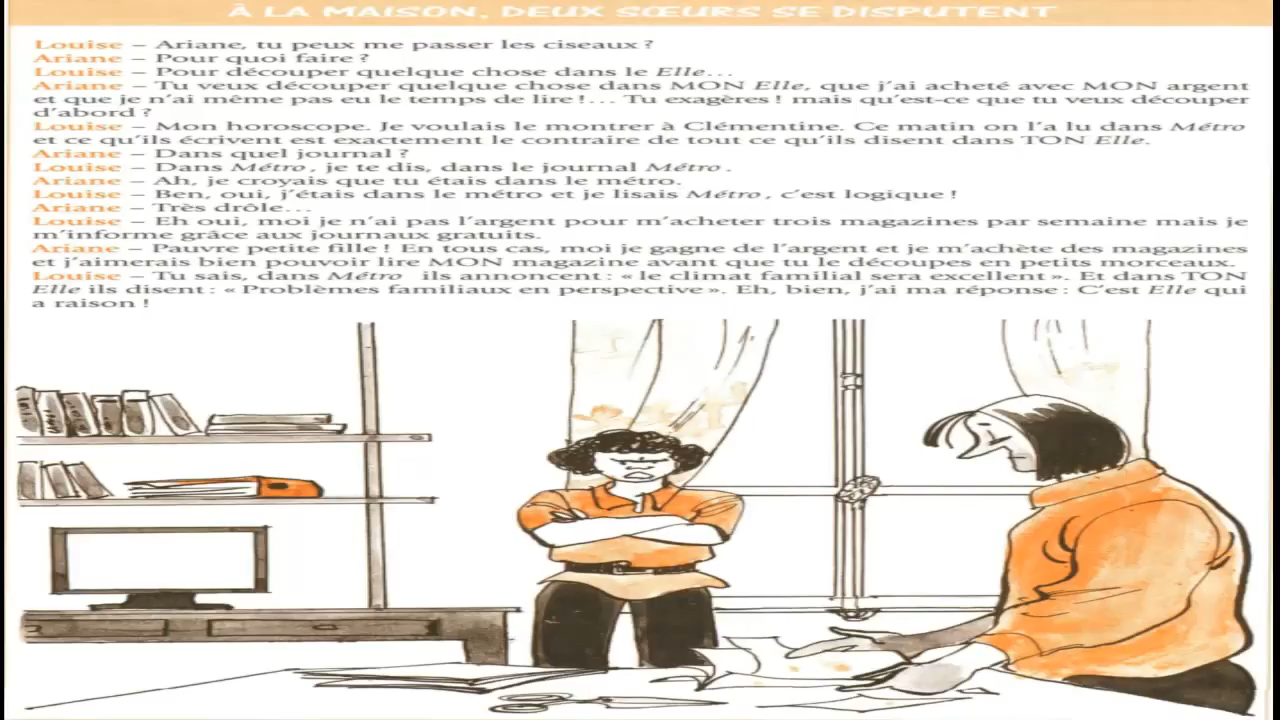 À LA MAISON, DEUX SŒURS SE DISPUTENT
Louise – Ariane, tu peux me passer les ciseaux ?
Ariane – Pour quoi faire ?
Louise – Pour découper quelque chose dans le Elle…
Ariane – Tu veux découper quelque chose dans MON Elle, que j'ai acheté avec MON argent
et que je n'ai même pas eu le temps de lire !… Tu exagères ! mais qu'est-ce que tu veux découper
d'abord ?
Louise – Mon horoscope. Je voulais le montrer à Clémentine. Ce matin on l'a lu dans Métro
et ce qu'ils écrivent est exactement le contraire de tout ce qu'ils disent dans TON Elle.
Ariane – Dans quel journal ?
Louise – Dans Métro, je te dis, dans le journal Métro.
Ariane – Ah, je croyais que tu étais dans le métro.
Louise – Ben, oui, j'étais dans le métro et je lisais Métro, c'est logique !
Ariane – Très drôle…
Louise – Eh oui, moi je n'ai pas l'argent pour m'acheter trois magazines par semaine mais je
m'informe grâce aux journaux gratuits.
Ariane – Pauvre petite fille ! En tous cas, moi je gagne de l'argent et je m'achète des magazines
et j'aimerais bien pouvoir lire MON magazine avant que tu le découpes en petits morceaux.
Louise – Tu sais, dans Métro ils annoncent : « le climat familial sera excellent ». Et dans TON
Elle ils disent : « Problèmes familiaux en perspective ». Eh, bien, j'ai ma réponse : C'est Elle qui
a raison !